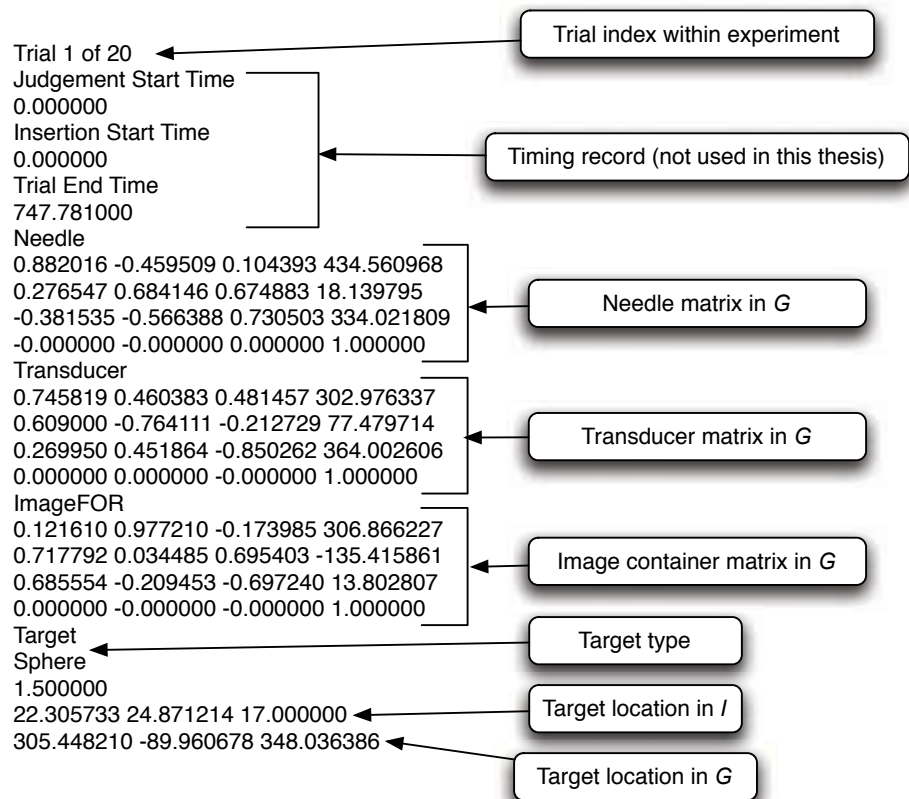 Trial index within experiment
Trial 1 of 20
Judgement Start Time
0.000000
Insertion Start Time
0.000000
Timing record (not used in this thesis)
Trial End Time
747.781000
Needle
0.882016 -0.459509 0.104393 434.560968
0.276547 0.684146 0.674883 18.139795
-0.381535 -0.566388 0.730503 334.021809
-0.000000 -0.000000 0.000000 1.000000
Needle matrix in G
Transducer
0.745819 0.460383 0.481457 302.976337
0.609000 -0.764111 -0.212729 77.479714
0.269950 0.451864 -0.850262 364.002606
0.000000 0.000000 -0.000000 1.000000
Transducer matrix in G
ImageFOR
0.121610 0.977210 -0.173985 306.866227
0.717792 0.034485 0.695403 -135.415861
0.685554 -0.209453 -0.697240 13.802807
0.000000 -0.000000 -0.000000 1.000000
Image container matrix in G
Target
Sphere
Target type
1.500000
22.305733 24.871214 17.000000
Target location in I
305.448210 -89.960678 348.036386
Target location in G